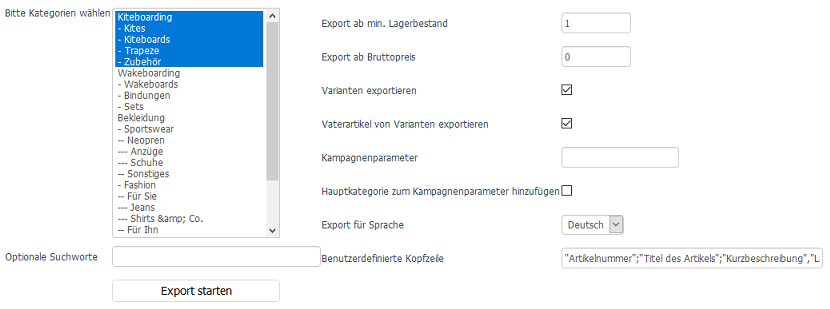 Bitte Kategorien wählen
Kiteboarding
- Kites
- Kiteboards
- Trapeze
- Zubehör
Wakeboarding
- Wakeboards
- Bindungen
- Sets
Bekleidung
- Sportswear
-- Neopren
--- Anzüge
--- Schuhe
-- Sonstiges
- Fashion
-- Für Sie
--- Jeans
--- Shirts &amp; Co.
-- Für Ihn
Optionale Suchworte
Export starten
Export ab min. Lagerbestand 1
Export ab Bruttopreis 0
Varianten exportieren
Vaterartikel von Varianten exportieren
Kampagnenparameter
Hauptkategorie zum Kampagnenparameter hinzufügen
Export für Sprache Deutsch
Benutzerdefinierte Kopfzeile "Artikelnummer";"Titel des Artikels";"Kurzbeschreibung","L